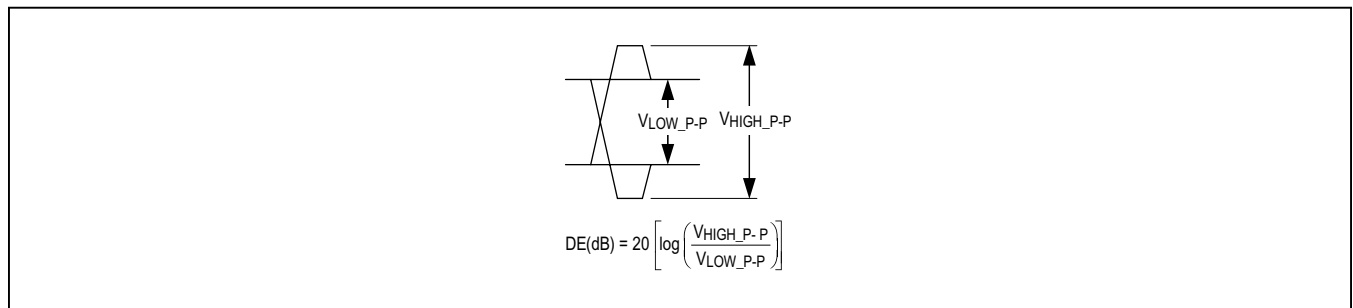 VLOW_P-P VHIGH_P-P
DE(dB) = 20 [log (VHIGH_P- P / VLOW_P-P)]